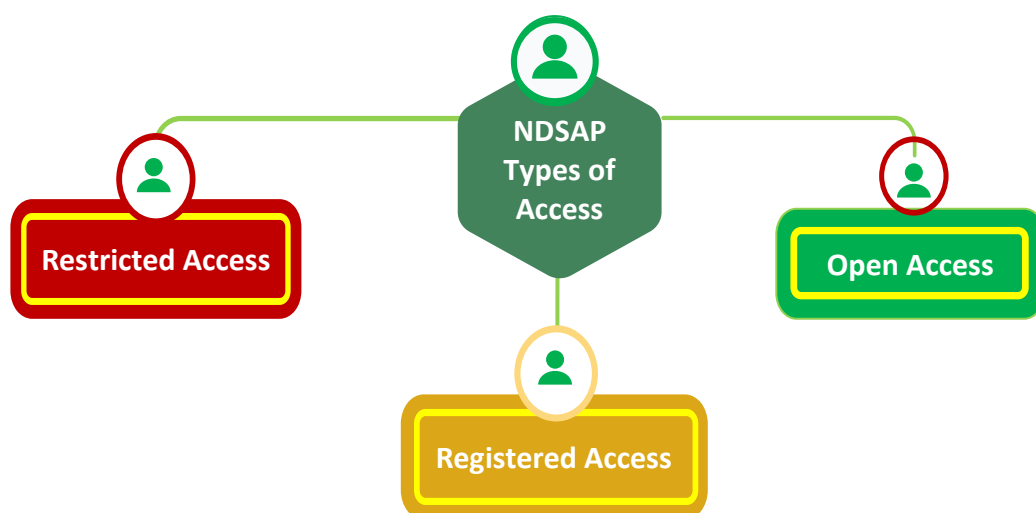 NDSAP
Types of
Access
Restricted Access
Open Access
Registered Access